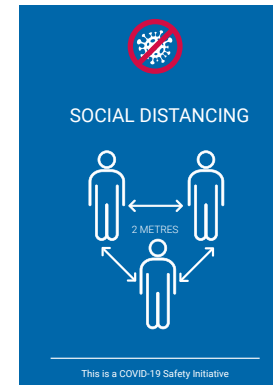 SOCIAL DISTANCING
2 METRES
This is a COVID-19 Safety Initiative